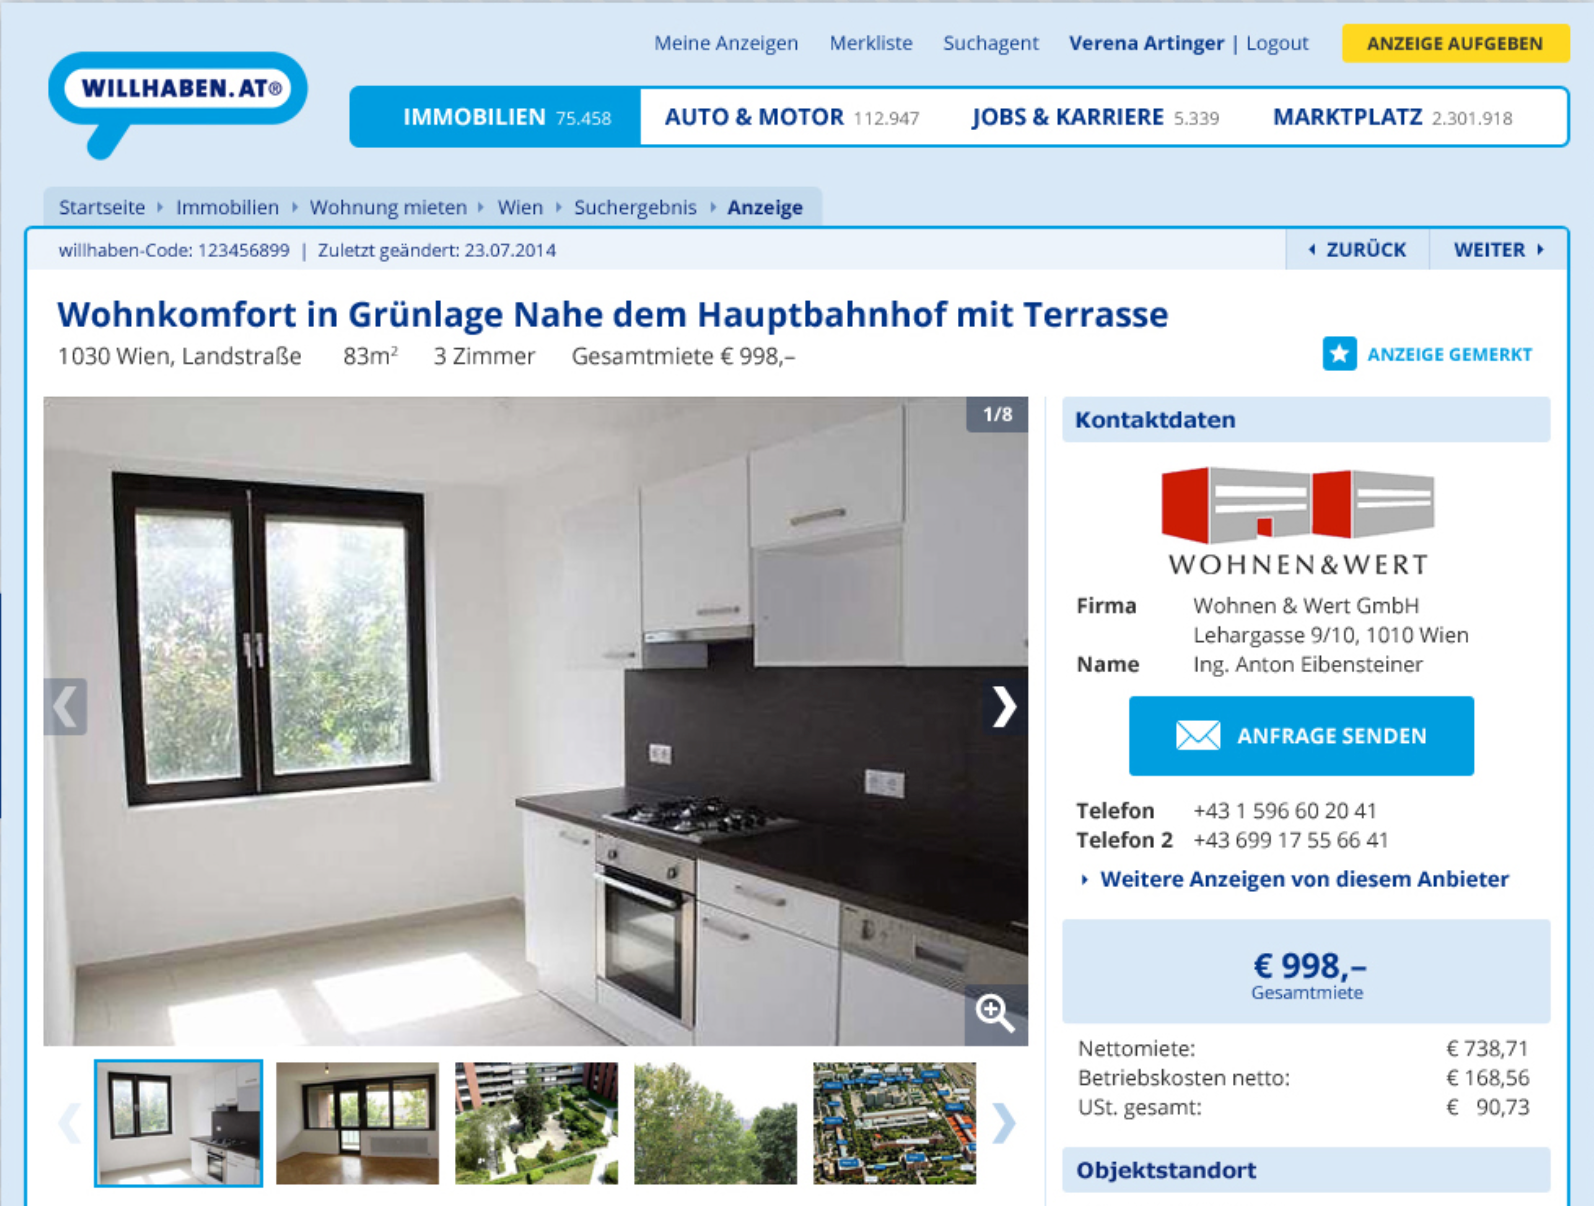 Meine Anzeigen Merkliste Suchagent Verena Artinger | Logout ANZEIGE AUFGEBEN
WILLHABEN.AT®
IMMOBILIEN 75.458 AUTO & MOTOR 112.947 JOBS & KARRIERE 5.339 MARKTPLATZ 2.301.918
Startseite Immobilien Wohnung mieten Wien Suchergebnis Anzeige
willhaben-Code: 123456899 | Zuletzt geändert: 23.07.2014 ZURÜCK WEITER
Wohnkomfort in Grünlage Nahe dem Hauptbahnhof mit Terrasse
1030 Wien, Landstraße 83m² 3 Zimmer Gesamtmiete € 998,–
ANZEIGE GEMERKT
1/8
Kontaktdaten
WOHNEN&WERT
Firma Wohnen & Wert GmbH
Lehargasse 9/10, 1010 Wien
Name Ing. Anton Eibensteiner
ANFRAGE SENDEN
Telefon +43 1 596 60 20 41
Telefon 2 +43 699 17 55 66 41
Weitere Anzeigen von diesem Anbieter
€ 998,–
Gesamtmiete
Nettomiete: € 738,71
Betriebskosten netto: € 168,56
USt. gesamt: € 90,73
Objektstandort